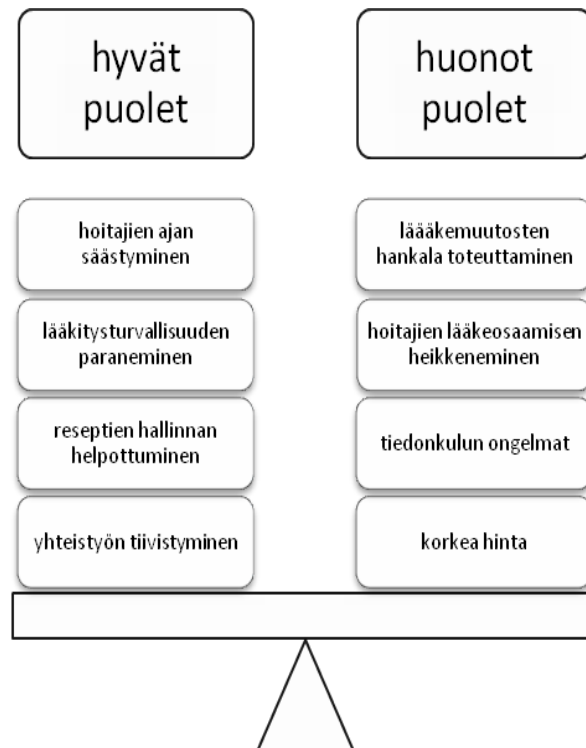 hyvät
puolet
hoitajien ajan
säästyminen
lääkitysturvallisuuden
paraneminen
reseptien hallinnan
helpottuminen
yhteistyön tiivistyminen
huonot
puolet
läääkemuutosten
hankala toteuttaminen
hoitajien lääkeosaamisen
heikkeneminen
tiedonkulun ongelmat
korkea hinta